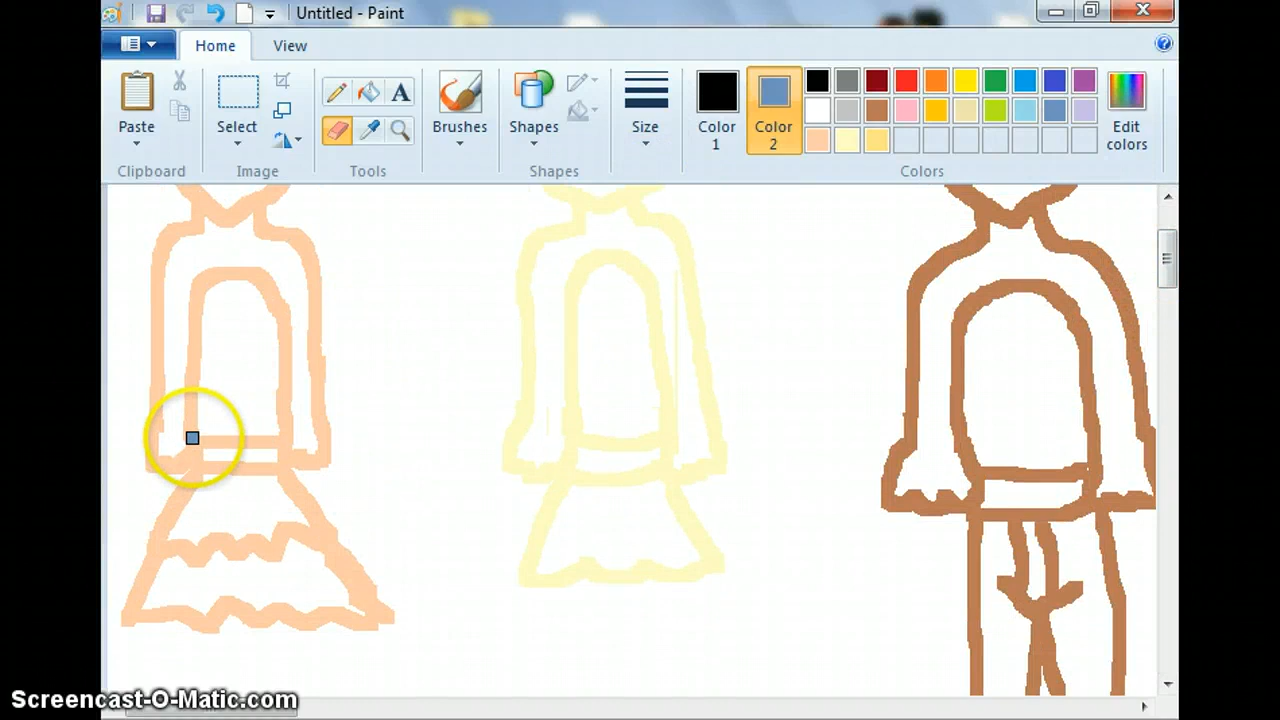 Untitled - Paint
Home View
Paste
Select
Brushes
Shapes
Size
Color 1
Color 2
Edit colors
Clipboard
Image
Tools
Shapes
Colors
A
Screencast-O-Matic.com